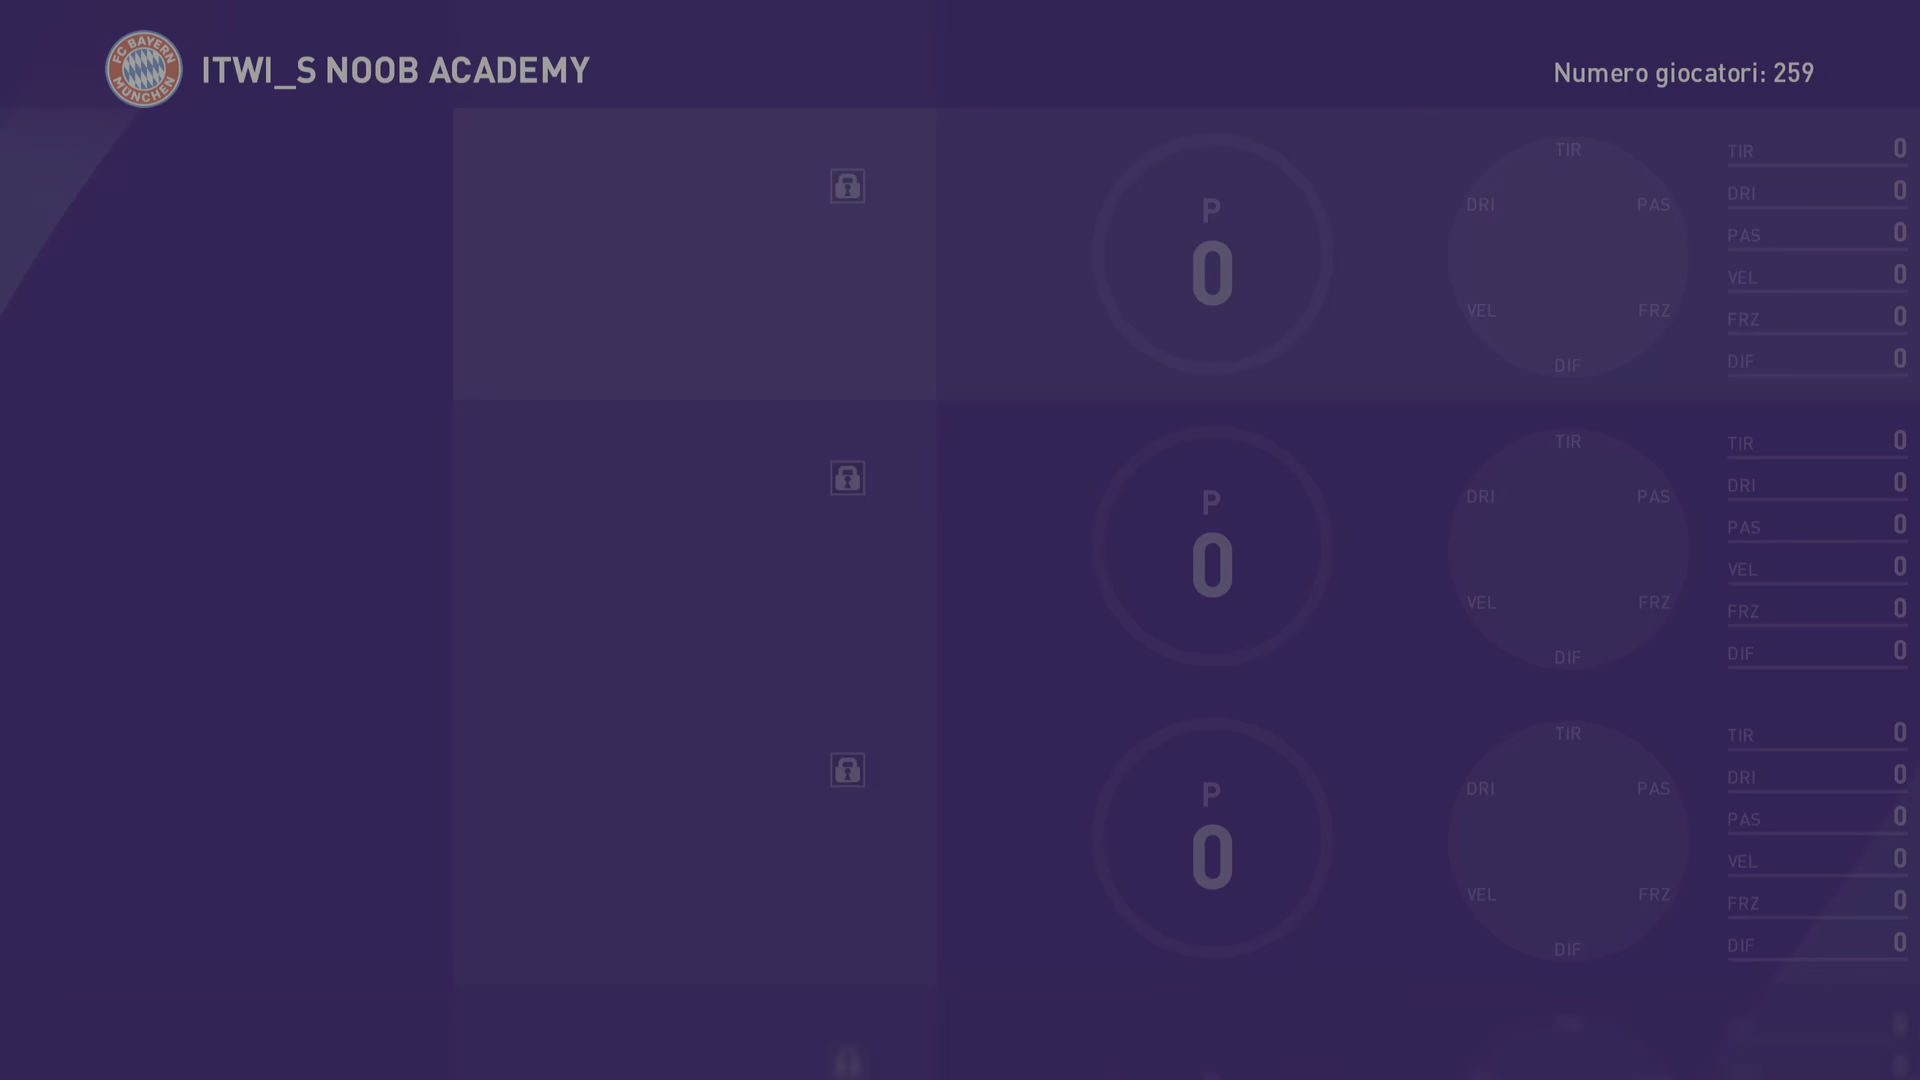 FC BAYERN MÜNCHEN
ITWI_S NOOB ACADEMY
Numero giocatori: 259
P
0
TIR
DRI
PAS
VEL
FRZ
DIF
TIR 0
DRI 0
PAS 0
VEL 0
FRZ 0
DIF 0
P
0
TIR
DRI
PAS
VEL
FRZ
DIF
TIR 0
DRI 0
PAS 0
VEL 0
FRZ 0
DIF 0
P
0
TIR
DRI
PAS
VEL
FRZ
DIF
TIR 0
DRI 0
PAS 0
VEL 0
FRZ 0
DIF 0